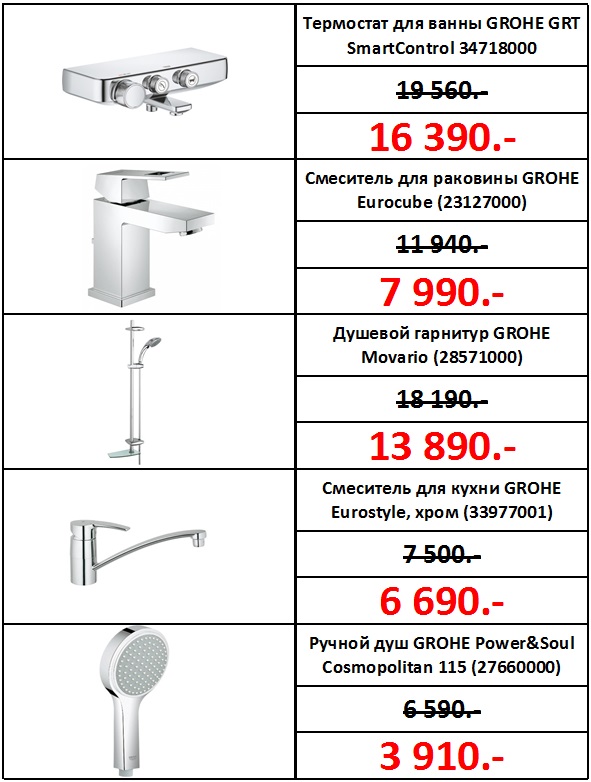 Термостат для ванны GROHE GRT
SmartControl 34718000
19 560.-
16 390.-
Смеситель для раковины GROHE
Eurocube (23127000)
11 940.-
7 990.-
Душевой гарнитур GROHE
Movario (28571000)
18 190.-
13 890.-
Смеситель для кухни GROHE
Eurostyle, хром (33977001)
7 500.-
6 690.-
Ручной душ GROHE Power&Soul
Cosmopolitan 115 (27660000)
6 590.-
3 910.-